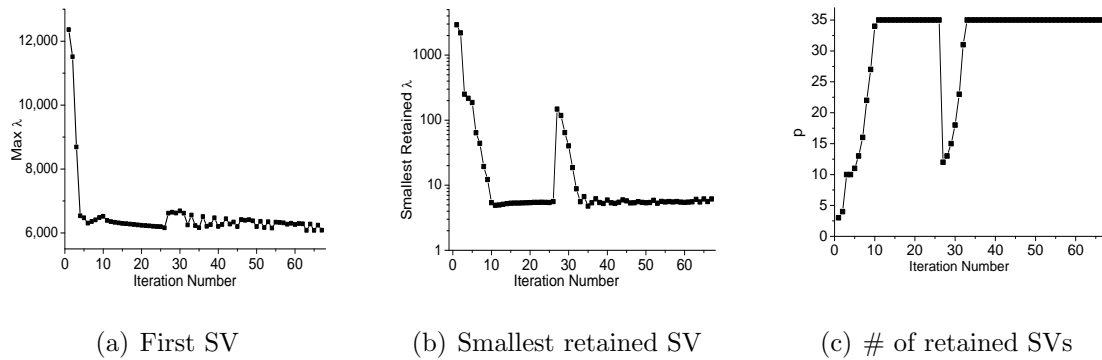 12,000
10,000
8,000
6,000
Max λ
0 10 20 30 40 50 60
Iteration Number
(a) First SV
1000
100
10
1
Smallest Retained λ
0 10 20 30 40 50 60
Iteration Number
(b) Smallest retained SV
35
30
25
20
15
10
5
0
p
0 10 20 30 40 50 60
Iteration Number
(c) # of retained SVs